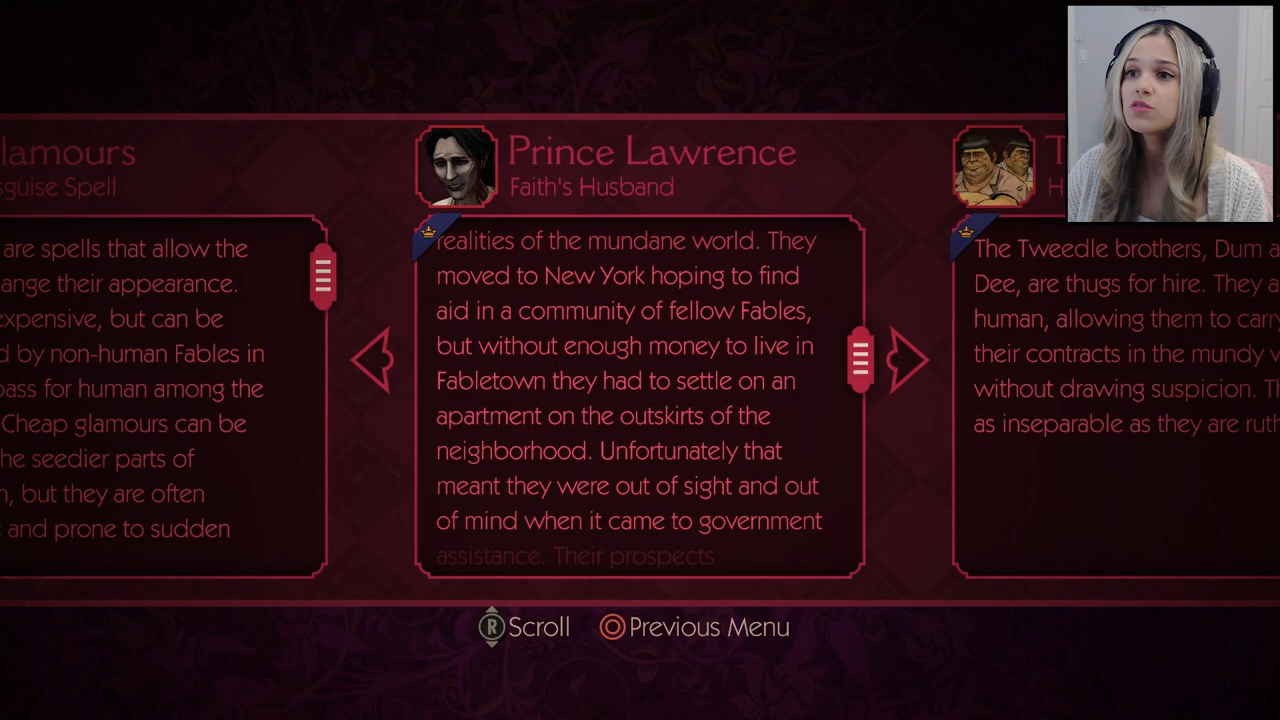 lamours
sguise Spell
are spells that allow the
ange their appearance.
expensive, but can be
d by non-human Fables in
pass for human among the
Cheap glamours can be
he seedier parts of
n, but they are often
and prone to sudden
Prince Lawrence
Faith's Husband
realities of the mundane world. They
moved to New York hoping to find
aid in a community of fellow Fables,
but without enough money to live in
Fabletown they had to settle on an
apartment on the outskirts of the
neighborhood. Unfortunately that
meant they were out of sight and out
of mind when it came to government
assistance. Their prospects
T
H
The Tweedle brothers, Dum a
Dee, are thugs for hire. They a
human, allowing them to carr
their contracts in the mundy w
without drawing suspicion. Th
as inseparable as they are ruth
R Scroll
Previous Menu